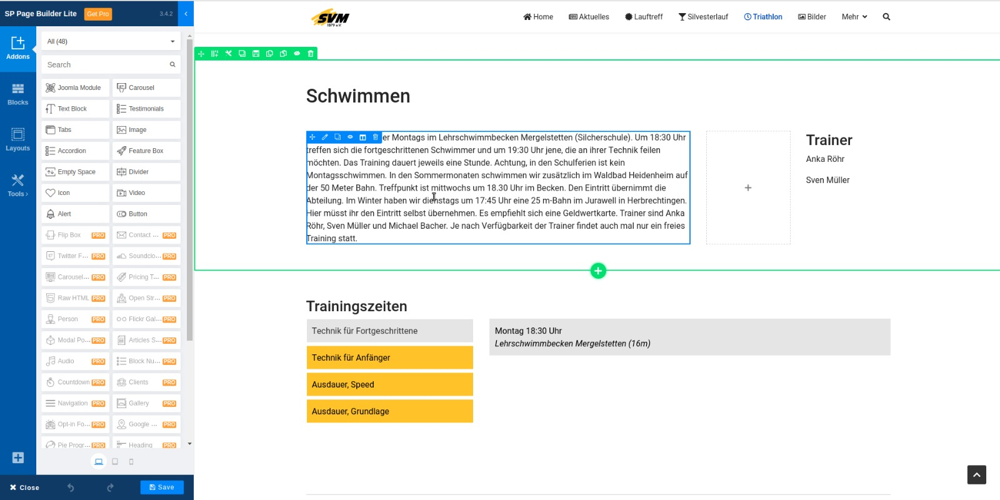 SP Page Builder Lite
Get Pro
3.4.2
Addons
Blocks
Layouts
Tools
All (48)
Search
Joomla Module
Carousel
Text Block
Testimonials
Tabs
Image
Accordion
Feature Box
Empty Space
Divider
Icon
Video
Alert
Button
Flip Box PRO
Contact ... PRO
Twitter F... PRO
Soundclo... PRO
Carousel... PRO
Pricing T... PRO
Raw HTML PRO
Open Str... PRO
Person PRO
Flickr Gal... PRO
Modal Po... PRO
Articles S... PRO
Audio PRO
Block Nu... PRO
Countdown PRO
Clients PRO
Navigation PRO
Gallery PRO
Opt-in Fo... PRO
Google ... PRO
Pie Progr... PRO
Heading PRO
Close
Save
SVM
1879 e.V.
Home
Aktuelles
Lauftreff
Silvesterlauf
Triathlon
Bilder
Mehr
Schwimmen
er Montags im Lehrschwimmbecken Mergelstetten (Silcherschule). Um 18:30 Uhr
treffen sich die fortgeschrittenen Schwimmer und um 19:30 Uhr jene, die an ihrer Technik feilen
möchten. Das Training dauert jeweils eine Stunde. Achtung, in den Schulferien ist kein
Montagsschwimmen. In den Sommermonaten schwimmen wir zusätzlich im Waldbad Heidenheim auf
der 50 Meter Bahn. Treffpunkt ist mittwochs um 18.30 Uhr im Becken. Den Eintritt übernimmt die
Abteilung. Im Winter haben wir dienstags um 17:45 Uhr eine 25 m-Bahn im Jurawell in Herbrechtingen.
Hier müsst ihr den Eintritt selbst übernehmen. Es empfiehlt sich eine Geldwertkarte. Trainer sind Anka
Röhr, Sven Müller und Michael Bacher. Je nach Verfügbarkeit der Trainer findet auch mal nur ein freies
Training statt.
Trainer
Anka Röhr
Sven Müller
Trainingszeiten
Technik für Fortgeschrittene
Technik für Anfänger
Ausdauer, Speed
Ausdauer, Grundlage
Montag 18:30 Uhr
Lehrschwimmbecken Mergelstetten (16m)